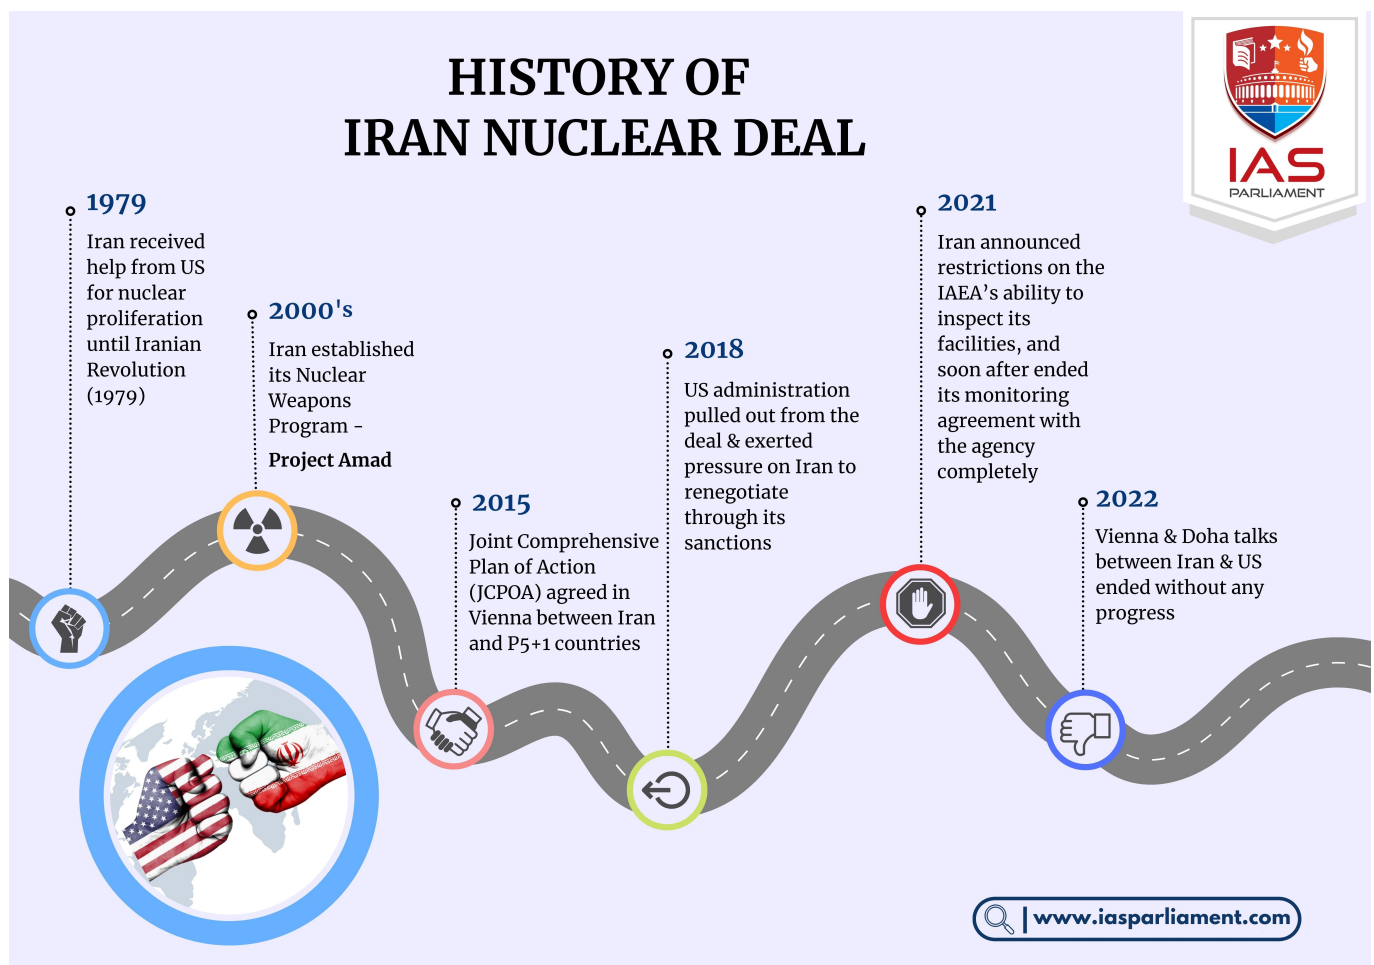 HISTORY OF
IRAN NUCLEAR DEAL
IAS
PARLIAMENT
1979
Iran received
help from US
for nuclear
proliferation
until Iranian
Revolution
(1979)
2000's
Iran established
its Nuclear
Weapons
Program -
Project Amad
2015
Joint Comprehensive
Plan of Action
(JCPOA) agreed in
Vienna between Iran
and P5+1 countries
2018
US administration
pulled out from the
deal & exerted
pressure on Iran to
renegotiate
through its
sanctions
2021
Iran announced
restrictions on the
IAEA’s ability to
inspect its
facilities, and
soon after ended
its monitoring
agreement with
the agency
completely
2022
Vienna & Doha talks
between Iran & US
ended without any
progress
www.iasparliament.com